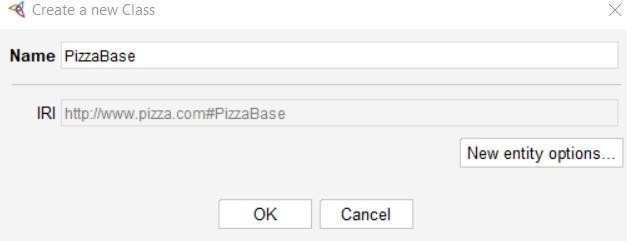 Create a new Class
Name PizzaBase
IRI http://www.pizza.com#PizzaBase
New entity options...
OK Cancel